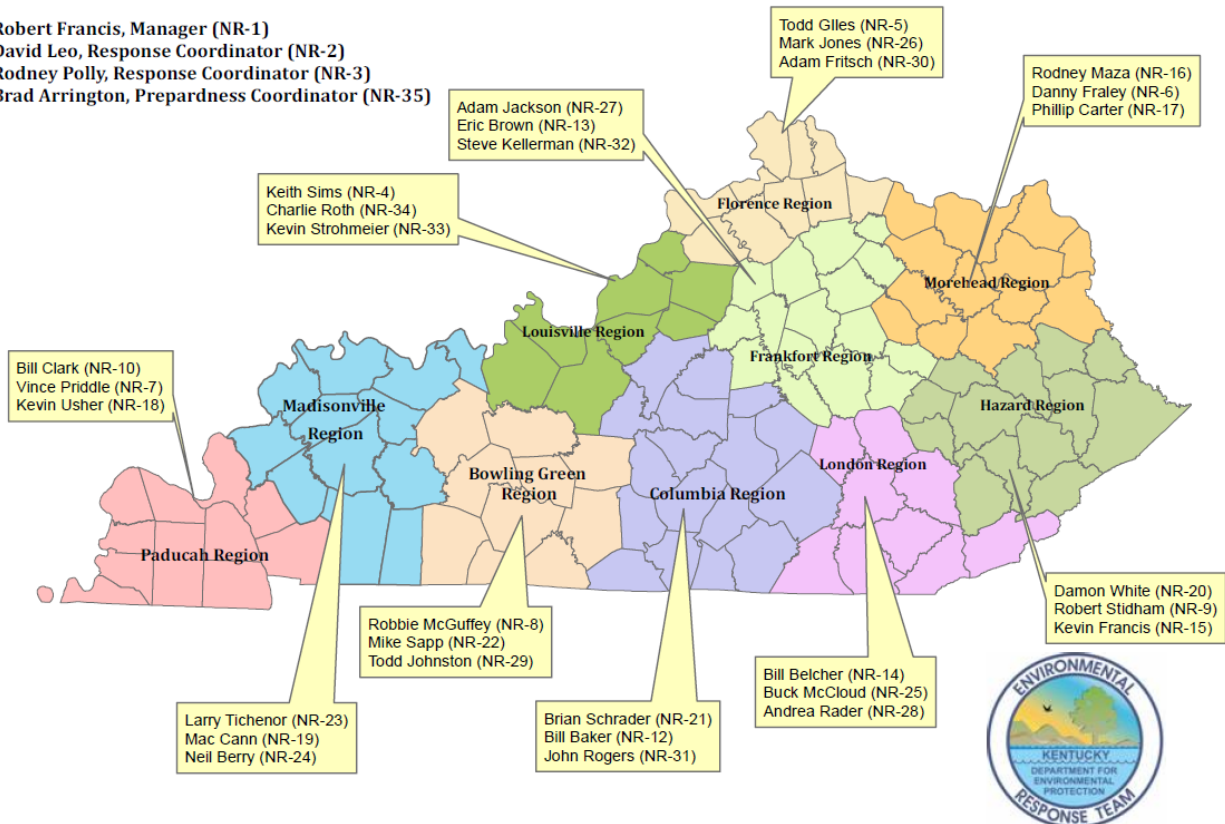 Robert Francis, Manager (NR-1)
David Leo, Response Coordinator (NR-2)
Rodney Polly, Response Coordinator (NR-3)
Brad Arrington, Prepardness Coordinator (NR-35)
Todd GIles (NR-5)
Mark Jones (NR-26)
Adam Fritsch (NR-30)
Rodney Maza (NR-16)
Danny Fraley (NR-6)
Phillip Carter (NR-17)
Adam Jackson (NR-27)
Eric Brown (NR-13)
Steve Kellerman (NR-32)
Keith Sims (NR-4)
Charlie Roth (NR-34)
Kevin Strohmeier (NR-33)
Florence Region
Morehead Region
Louisville Region
Frankfort Region
Bill Clark (NR-10)
Vince Priddle (NR-7)
Kevin Usher (NR-18)
Madisonville
Region
Hazard Region
Bowling Green
Region
Columbia Region
London Region
Paducah Region
Damon White (NR-20)
Robert Stidham (NR-9)
Kevin Francis (NR-15)
Robbie McGuffey (NR-8)
Mike Sapp (NR-22)
Todd Johnston (NR-29)
Bill Belcher (NR-14)
Buck McCloud (NR-25)
Andrea Rader (NR-28)
Larry Tichenor (NR-23)
Mac Cann (NR-19)
Neil Berry (NR-24)
Brian Schrader (NR-21)
Bill Baker (NR-12)
John Rogers (NR-31)
ENVIRONMENTAL
KENTUCKY
DEPARTMENT FOR
ENVIRONMENTAL
PROTECTION
RESPONSE TEAM